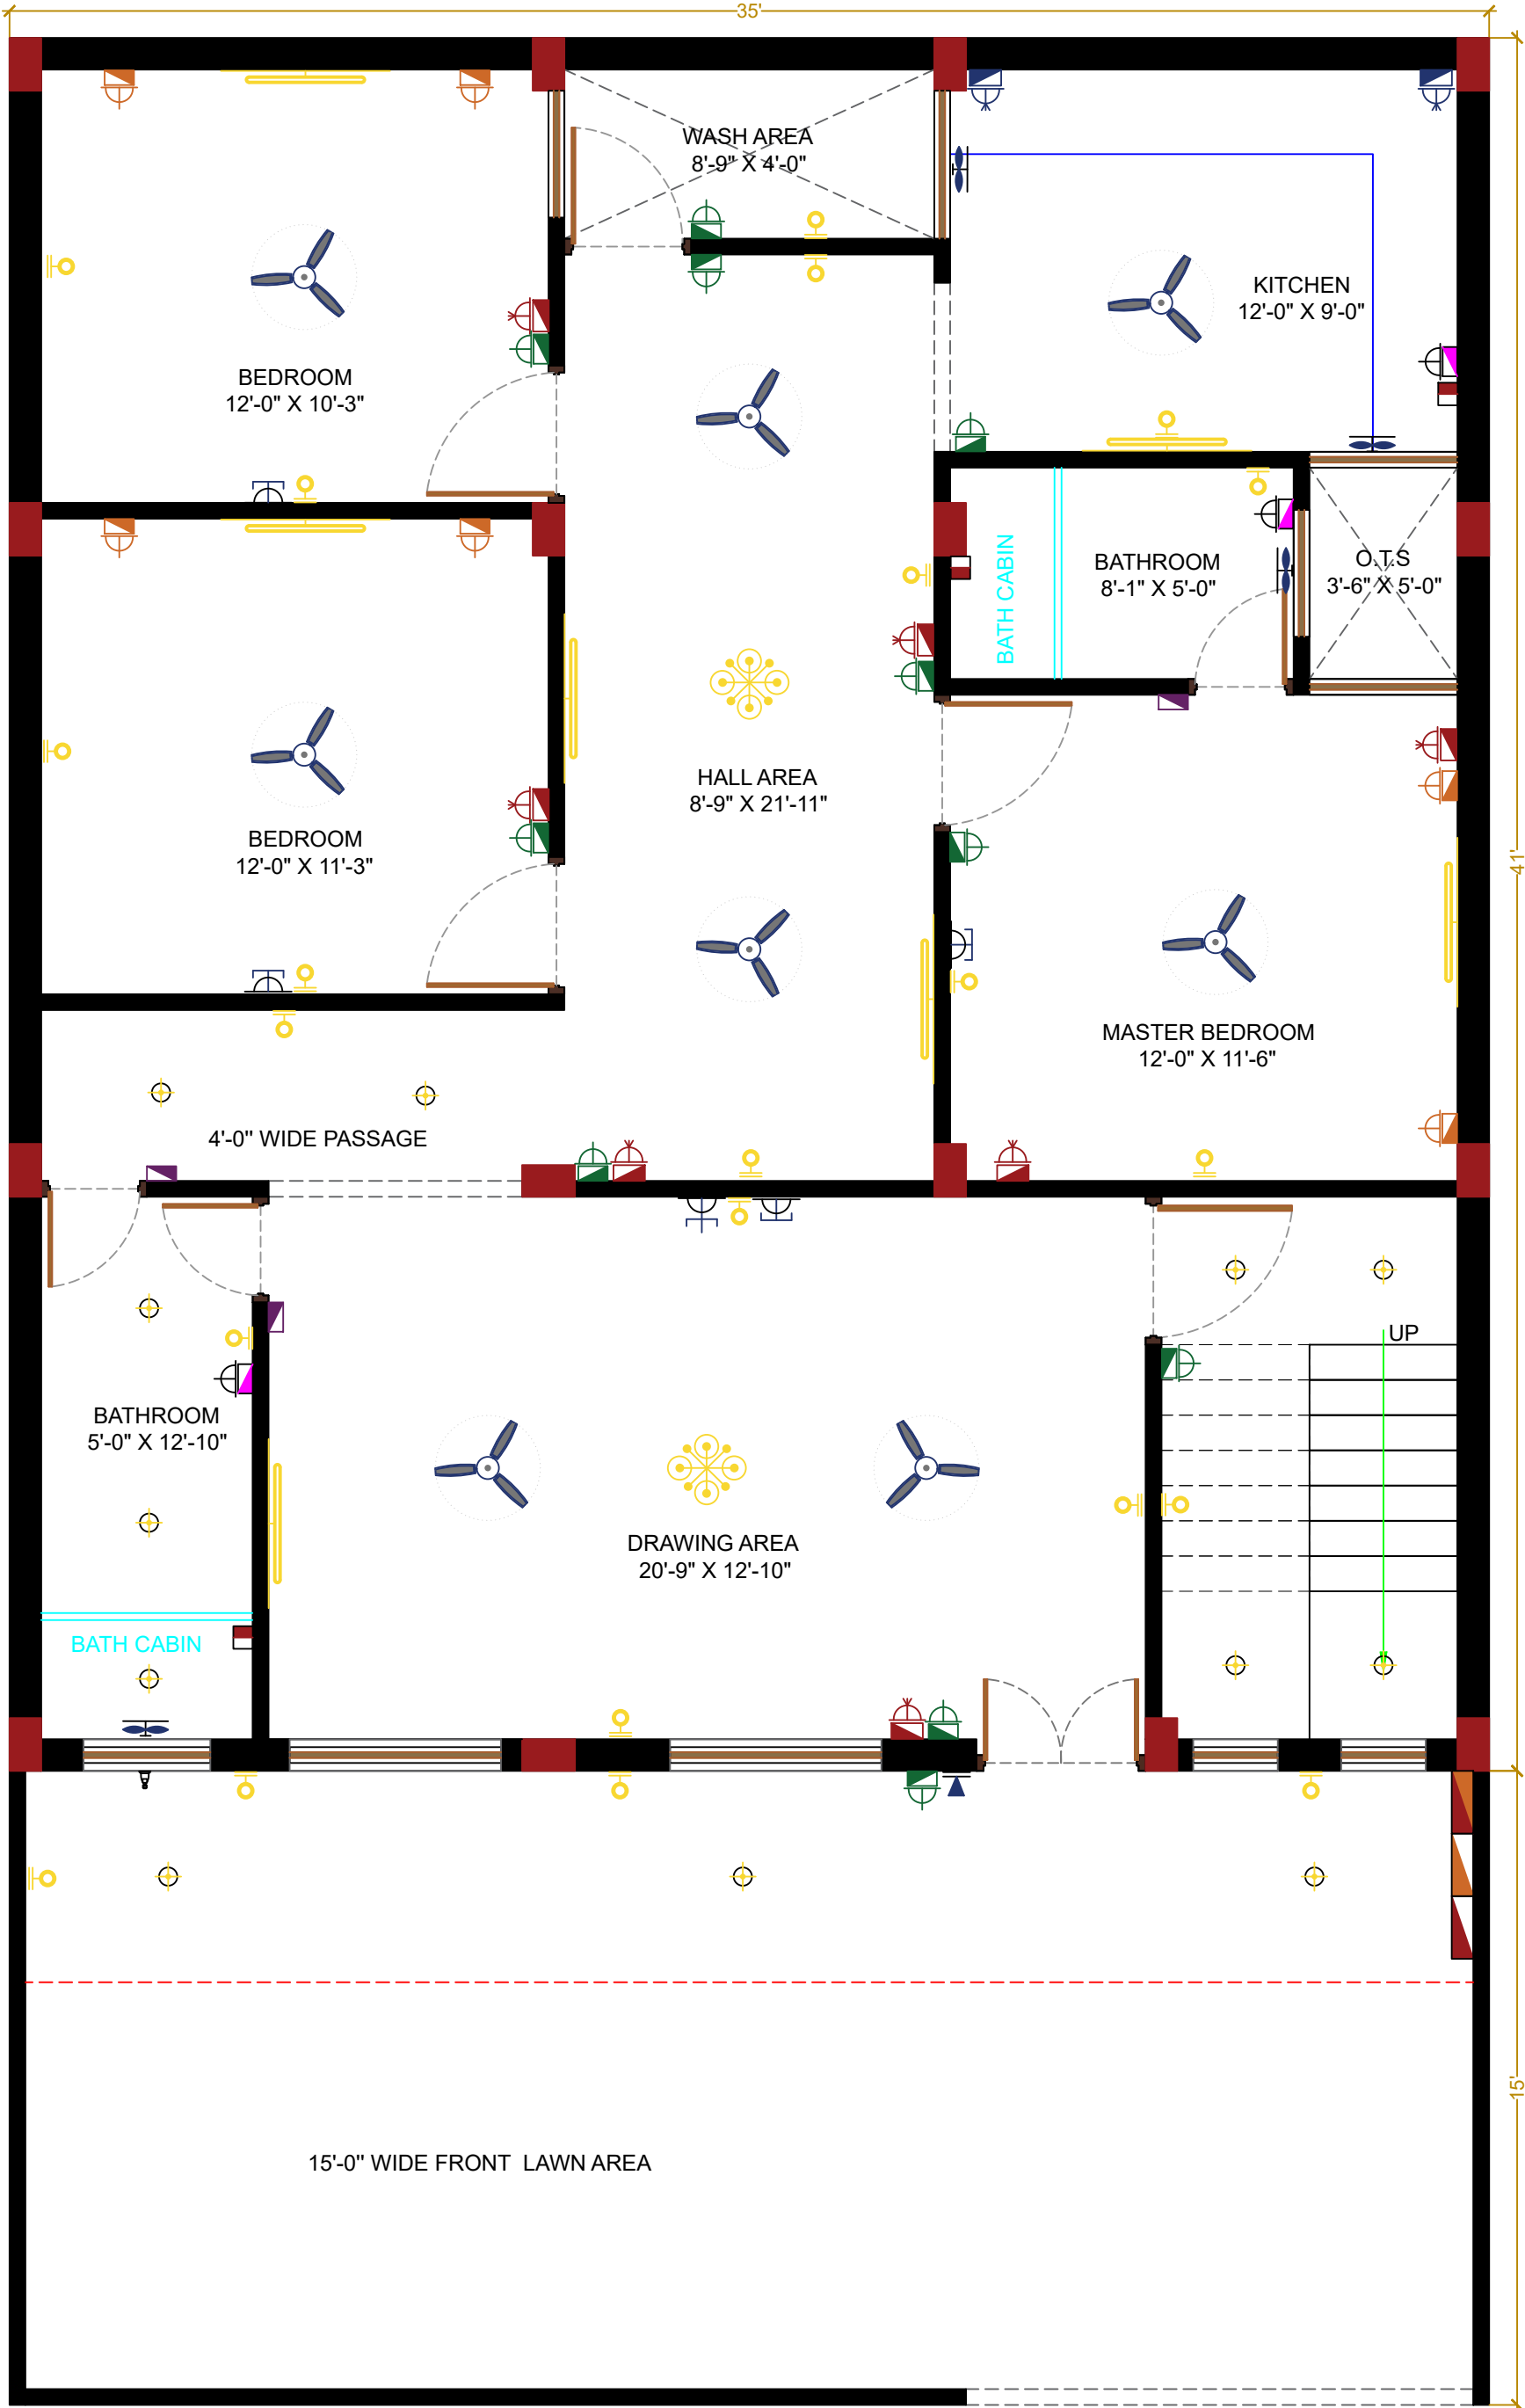 35'
WASH AREA
8'-9" X 4'-0"
KITCHEN
12'-0" X 9'-0"
BEDROOM
12'-0" X 10'-3"
BATH CABIN
BATHROOM
8'-1" X 5'-0"
O.T.S
3'-6" X 5'-0"
HALL AREA
8'-9" X 21'-11"
BEDROOM
12'-0" X 11'-3"
41'
MASTER BEDROOM
12'-0" X 11'-6"
4'-0" WIDE PASSAGE
UP
BATHROOM
5'-0" X 12'-10"
DRAWING AREA
20'-9" X 12'-10"
BATH CABIN
15'
15'-0" WIDE FRONT LAWN AREA